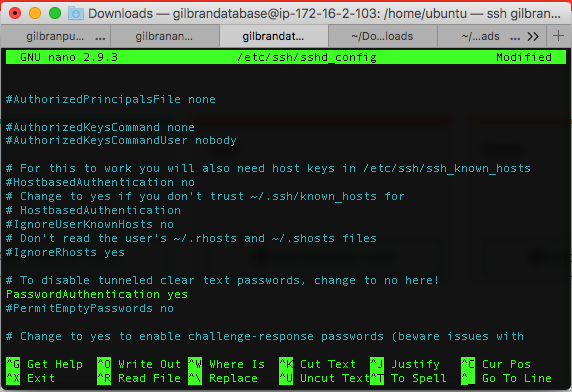 Downloads — gilbrandatabase@ip-172-16-2-103: /home/ubuntu — ssh gilbran...
gilbranpu... ... gilbranan... gilbrandat... ~/Do...loads ~/...ads ... >> +
GNU nano 2.9.3 /etc/ssh/sshd_config Modified
#AuthorizedPrincipalsFile none
#AuthorizedKeysCommand none
#AuthorizedKeysCommandUser nobody
# For this to work you will also need host keys in /etc/ssh/ssh_known_hosts
#HostbasedAuthentication no
# Change to yes if you don't trust ~/.ssh/known_hosts for
# HostbasedAuthentication
#IgnoreUserKnownHosts no
# Don't read the user's ~/.rhosts and ~/.shosts files
#IgnoreRhosts yes
# To disable tunneled clear text passwords, change to no here!
PasswordAuthentication yes
#PermitEmptyPasswords no
# Change to yes to enable challenge-response passwords (beware issues with
^G Get Help ^O Write Out ^W Where Is ^K Cut Text ^J Justify ^C Cur Pos
^X Exit ^R Read File ^\ Replace ^U Uncut Text ^T To Spell ^_ Go To Line